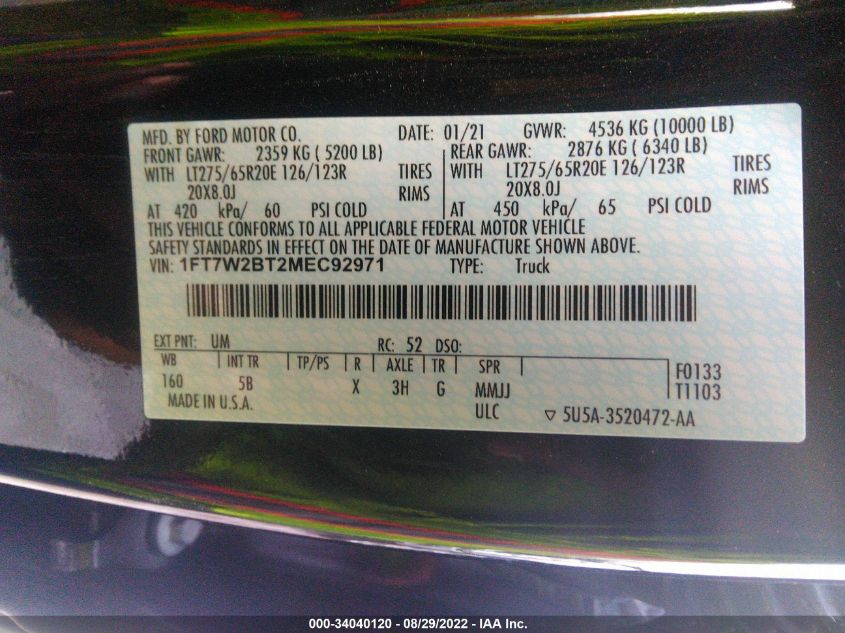 MFD. BY FORD MOTOR CO. DATE: 01/21 GVWR: 4536 KG (10000 LB)
FRONT GAWR: 2359 KG ( 5200 LB) REAR GAWR: 2876 KG ( 6340 LB)
WITH LT275/65R20E 126/123R TIRES WITH LT275/65R20E 126/123R TIRES
20X8.0J RIMS 20X8.0J RIMS
AT 420 kPa/ 60 PSI COLD AT 450 kPa/ 65 PSI COLD
THIS VEHICLE CONFORMS TO ALL APPLICABLE FEDERAL MOTOR VEHICLE
SAFETY STANDARDS IN EFFECT ON THE DATE OF MANUFACTURE SHOWN ABOVE.
VIN: 1FT7W2BT2MEC92971 TYPE: Truck
EXT PNT: UM RC: 52 DSO:
WB INT TR TP/PS R AXLE TR SPR F0133
160 5B X 3H G MMJJ T1103
MADE IN U.S.A. ULC ▽ 5U5A-3520472-AA
000-34040120 - 08/29/2022 - IAA Inc.